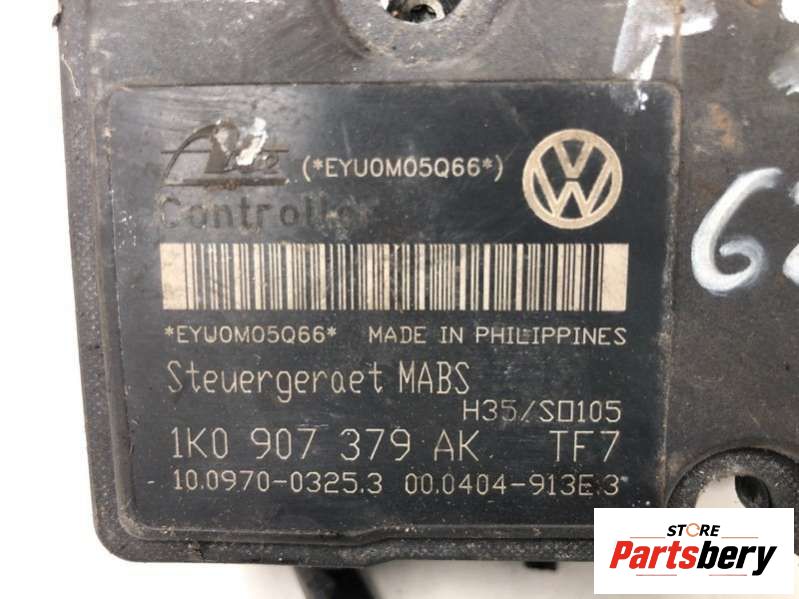 Ate (*EYU0M05Q66*)
Controller
*EYU0M05Q66* MADE IN PHILIPPINES
Steuergeraet MABS
H35/S0105
1K0 907 379 AK TF7
10.0970-0325.3 00.0404-913E.3
STORE
Partsbery